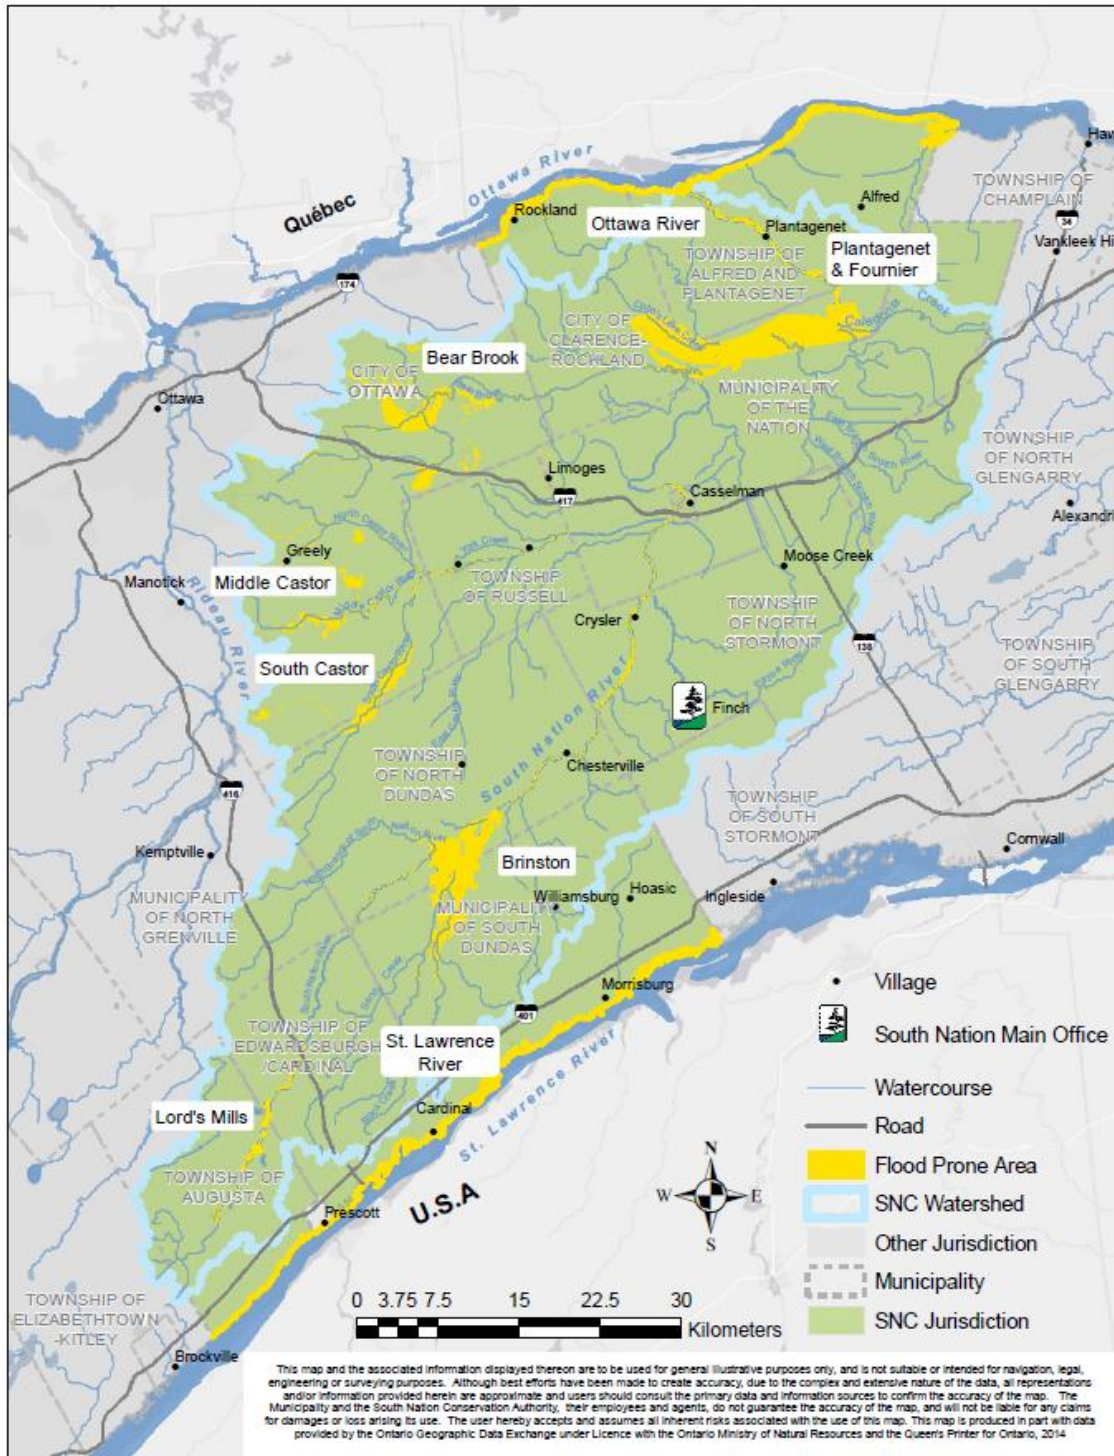 Ottawa River
Québec
Rockland
Ottawa River
Alfred
Plantagenet
Plantagenet
& Fournier
TOWNSHIP OF
CHAMPLAIN
34
TOWNSHIP OF
ALFRED AND
PLANTAGENET
174
CITY OF
CLARENCE-
ROCKLAND
Caledonia
Creek
Bear Brook
CITY OF
OTTAWA
Ottawa
MUNICIPALITY
OF THE
NATION
TOWNSHIP
OF NORTH
GLENGARRY
Limoges
417
Casselman
North Castor River
Greely
York Creek
Moose Creek
Middle Castor
Manotick
Rideau River
TOWNSHIP
OF RUSSELL
Crysler
TOWNSHIP
OF NORTH
STORMONT
138
TOWNSHIP
OF SOUTH
GLENGARRY
South Castor
Finch
South Nation River
Chesterville
TOWNSHIP
OF NORTH
DUNDAS
416
TOWNSHIP
OF SOUTH
STORMONT
Cornwall
Kemptville
Brinston
Williamsburg
Hoasic
Ingleside
MUNICIPALITY
OF NORTH
GRENVILLE
MUNICIPALITY
OF SOUTH
DUNDAS
Morrisburg
401
TOWNSHIP OF
EDWARDSBURGH
/CARDINAL
St. Lawrence
River
St. Lawrence River
Cardinal
Lord's Mills
TOWNSHIP OF
AUGUSTA
Prescott
U.S.A
TOWNSHIP OF
ELIZABETHTOWN
-KITLEY
Brockville
N
W
E
S
Village
South Nation Main Office
Watercourse
Road
Flood Prone Area
SNC Watershed
Other Jurisdiction
Municipality
SNC Jurisdiction
0 3.75 7.5 15 22.5 30
Kilometers
This map and the associated information displayed thereon are to be used for general illustrative purposes only, and is not suitable or intended for navigation, legal,
engineering or surveying purposes. Although best efforts have been made to create accuracy, due to the complex and extensive nature of the data, all representations
and/or information provided herein are approximate and users should consult the primary data and information sources to confirm the accuracy of the map. The
Municipality and the South Nation Conservation Authority, their employees and agents, do not guarantee the accuracy of the map, and will not be liable for any claims
for damages or loss arising its use. The user hereby accepts and assumes all inherent risks associated with the use of this map. This map is produced in part with data
provided by the Ontario Geographic Data Exchange under Licence with the Ontario Ministry of Natural Resources and the Queen's Printer for Ontario, 2014